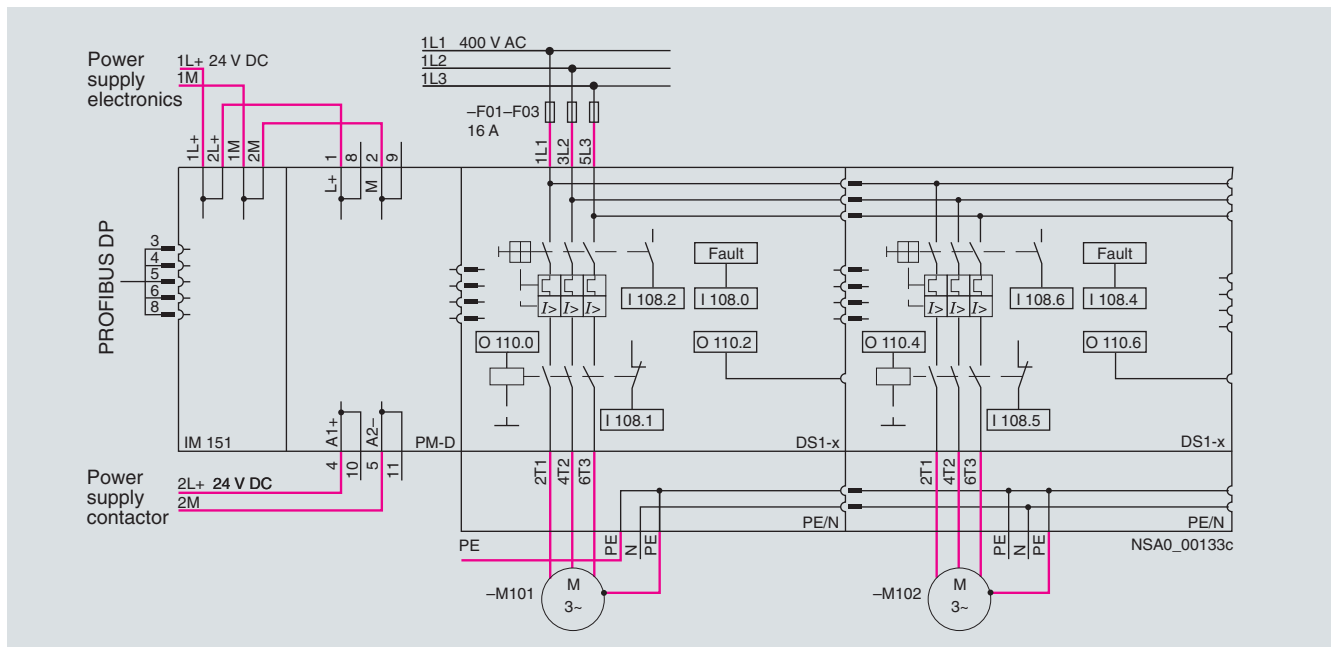 Power
supply
electronics
1L+ 24 V DC
1M
1L1 400 V AC
1L2
1L3
–F01–F03
16 A
1L+
2L+
1M
2M
1
8
2
9
1L1
3L2
5L3
L+
M
PROFIBUS DP
3
4
5
6
8
Fault
I 108.2
I 108.0
I>
I>
I>
O 110.0
O 110.2
I 108.1
Fault
I 108.6
I 108.4
I>
I>
I>
O 110.4
O 110.6
I 108.5
A1+
A2–
IM 151
PM-D
DS1-x
DS1-x
4
10
5
11
2T1
4T2
6T3
2T1
4T2
6T3
Power
supply
contactor
2L+ 24 V DC
2M
PE/N
PE/N
PE
PE
N
PE
PE
N
PE
NSA0_00133c
–M101
M
3~
–M102
M
3~